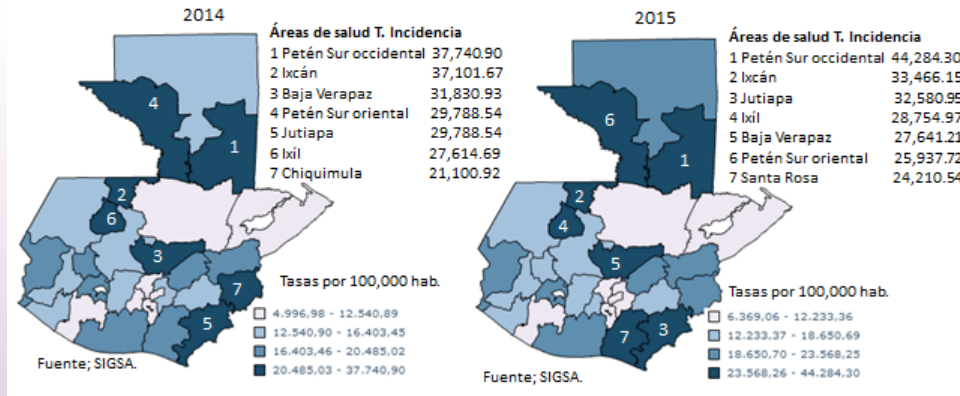 2014
Áreas de salud T. Incidencia
1 Petén Sur occidental 37,740.90
2 Ixcán 37,101.67
3 Baja Verapaz 31,830.93
4 Petén Sur oriental 29,788.54
5 Jutiapa 29,788.54
6 Ixíl 27,614.69
7 Chiquimula 21,100.92
4
1
2
6
3
7
5
Tasas por 100,000 hab.
4.996,98 - 12.540,89
12.540,90 - 16.403,45
16.403,46 - 20.485,02
20.485,03 - 37.740,90
Fuente; SIGSA.
2015
Áreas de salud T. Incidencia
1 Petén Sur occidental 44,284.30
2 Ixcán 33,466.15
3 Jutiapa 32,580.95
4 Ixíl 28,754.97
5 Baja Verapaz 27,641.21
6 Petén Sur oriental 25,937.72
7 Santa Rosa 24,210.54
6
1
2
4
5
7
3
Tasas por 100,000 hab.
6.369,06 - 12.233,36
12.233,37 - 18.650,69
18.650,70 - 23.568,25
23.568,26 - 44.284,30
Fuente; SIGSA.